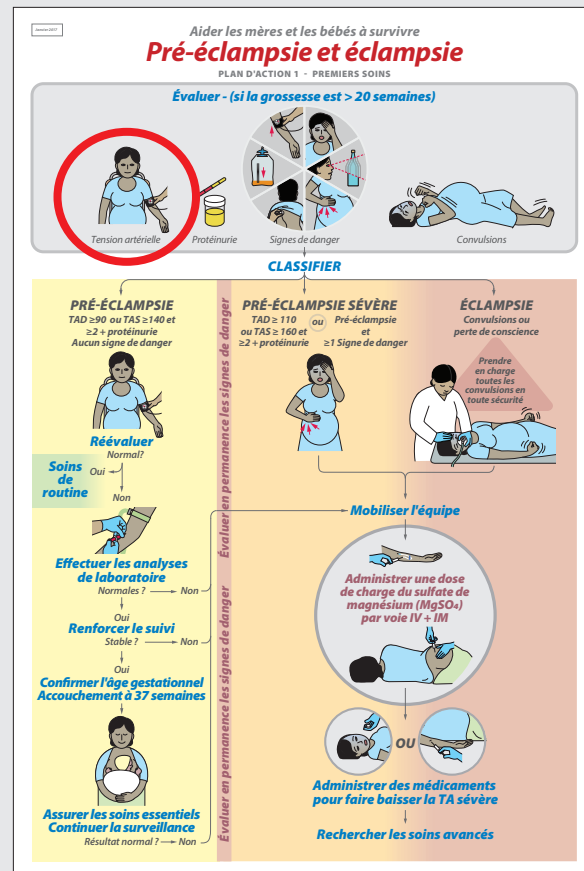 Janvier 2017
Aider les mères et les bébés à survivre
Pré-éclampsie et éclampsie
PLAN D'ACTION 1 - PREMIERS SOINS
Évaluer - (si la grossesse est > 20 semaines)
Tension artérielle
Protéinurie
Signes de danger
Convulsions
CLASSIFIER
PRÉ-ÉCLAMPSIE
TAD ≥90 ou TAS ≥140 et
≥2 + protéinurie
Aucun signe de danger
Réévaluer
Normal?
Oui
Soins
de
routine
Non
Effectuer les analyses
de laboratoire
Normales ?
Non
Oui
Renforcer le suivi
Stable ?
Non
Oui
Confirmer l'âge gestationnel
Accouchement à 37 semaines
Assurer les soins essentiels
Continuer la surveillance
Résultat normal ?
Non
Évaluer en permanence les signes de danger
Évaluer en permanence les signes de danger
PRÉ-ÉCLAMPSIE SÉVÈRE
TAD ≥ 110
ou TAS ≥ 160 et
≥2 + protéinurie
ou
Pré-éclampsie
et
≥1 Signe de danger
ÉCLAMPSIE
Convulsions ou
perte de conscience
Prendre
en charge
toutes les
convulsions en
toute sécurité
Mobiliser l'équipe
Administrer une dose
de charge du sulfate de
magnésium (MgSO₄)
par voie IV + IM
OU
Administrer des médicaments
pour faire baisser la TA sévère
Rechercher les soins avancés